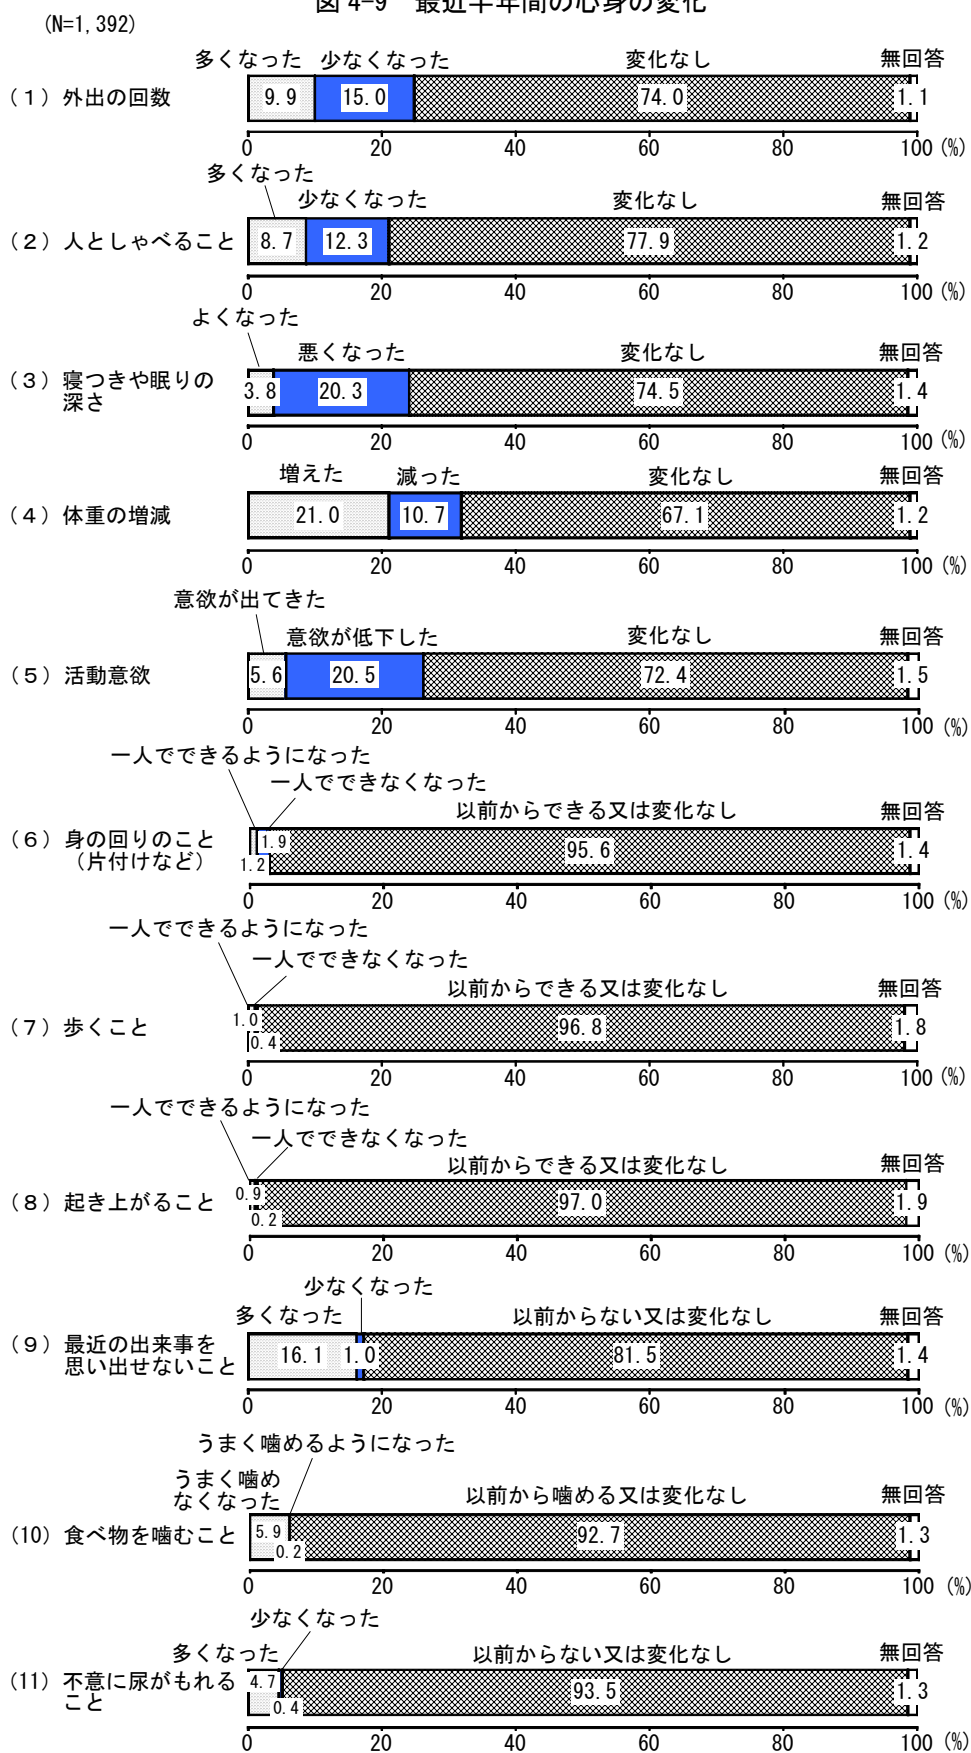 図 4-9 最近半年間の心身の変化
(N=1,392)
多くなった 少なくなった 変化なし 無回答
(1) 外出の回数 9.9 15.0 74.0 1.1
0 20 40 60 80 100 (%)
多くなった
少なくなった 変化なし 無回答
(2) 人としゃべること 8.7 12.3 77.9 1.2
0 20 40 60 80 100 (%)
よくなった
悪くなった 変化なし 無回答
(3) 寝つきや眠りの
深さ 3.8 20.3 74.5 1.4
0 20 40 60 80 100 (%)
増えた 減った 変化なし 無回答
(4) 体重の増減 21.0 10.7 67.1 1.2
0 20 40 60 80 100 (%)
意欲が出てきた
意欲が低下した 変化なし 無回答
(5) 活動意欲 5.6 20.5 72.4 1.5
0 20 40 60 80 100 (%)
一人でできるようになった
一人でできなくなった
以前からできる又は変化なし 無回答
(6) 身の回りのこと
(片付けなど) 1.2 1.9 95.6 1.4
0 20 40 60 80 100 (%)
一人でできるようになった
一人でできなくなった
以前からできる又は変化なし 無回答
(7) 歩くこと 1.0 0.4 96.8 1.8
0 20 40 60 80 100 (%)
一人でできるようになった
一人でできなくなった
以前からできる又は変化なし 無回答
(8) 起き上がること 0.9 0.2 97.0 1.9
0 20 40 60 80 100 (%)
少なくなった
多くなった 以前からない又は変化なし 無回答
(9) 最近の出来事を
思い出せないこと 16.1 1.0 81.5 1.4
0 20 40 60 80 100 (%)
うまく噛めるようになった
うまく噛め
なくなった 以前から噛める又は変化なし 無回答
(10) 食べ物を噛むこと 5.9 0.2 92.7 1.3
0 20 40 60 80 100 (%)
少なくなった
多くなった 以前からない又は変化なし 無回答
(11) 不意に尿がもれる
こと 4.7 0.4 93.5 1.3
0 20 40 60 80 100 (%)